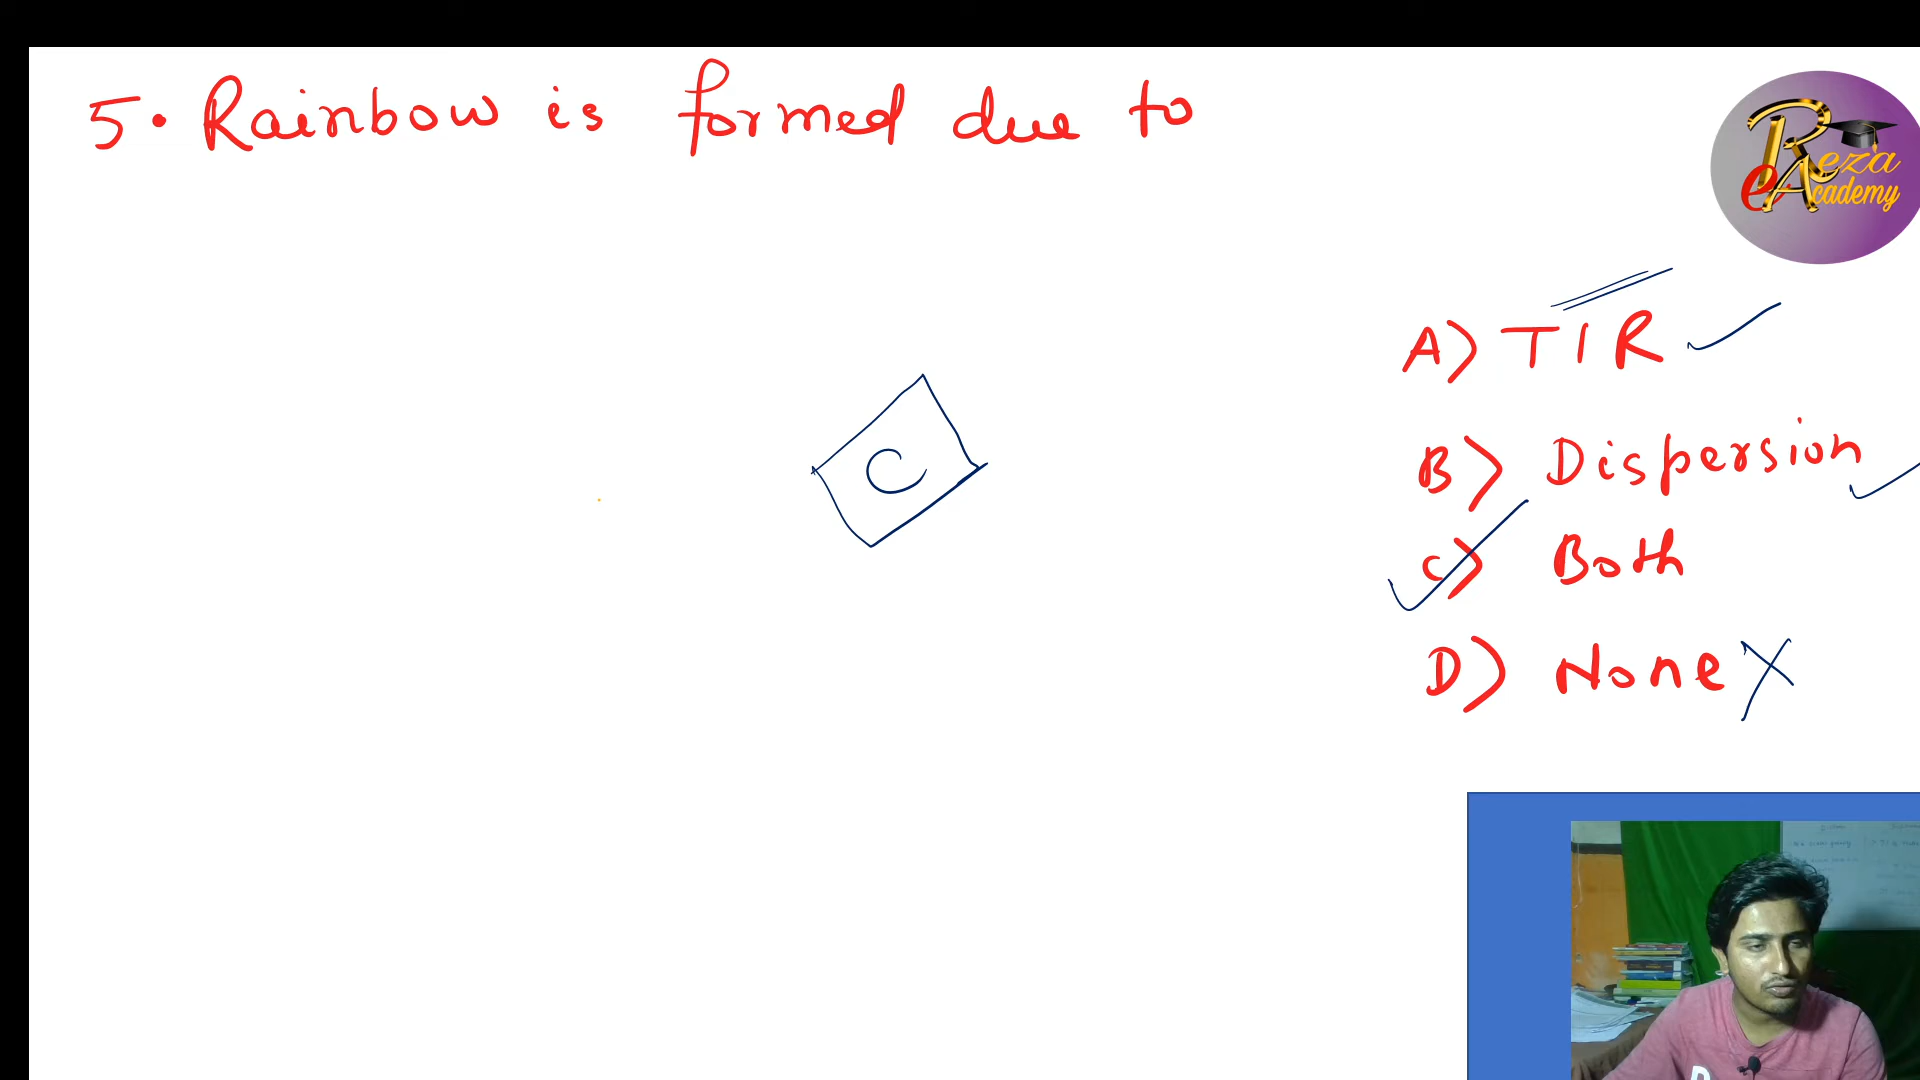 5. Rainbow is formed due to
Reza
eAcademy
A) TIR
B) Dispersion
C
C) Both
D) None